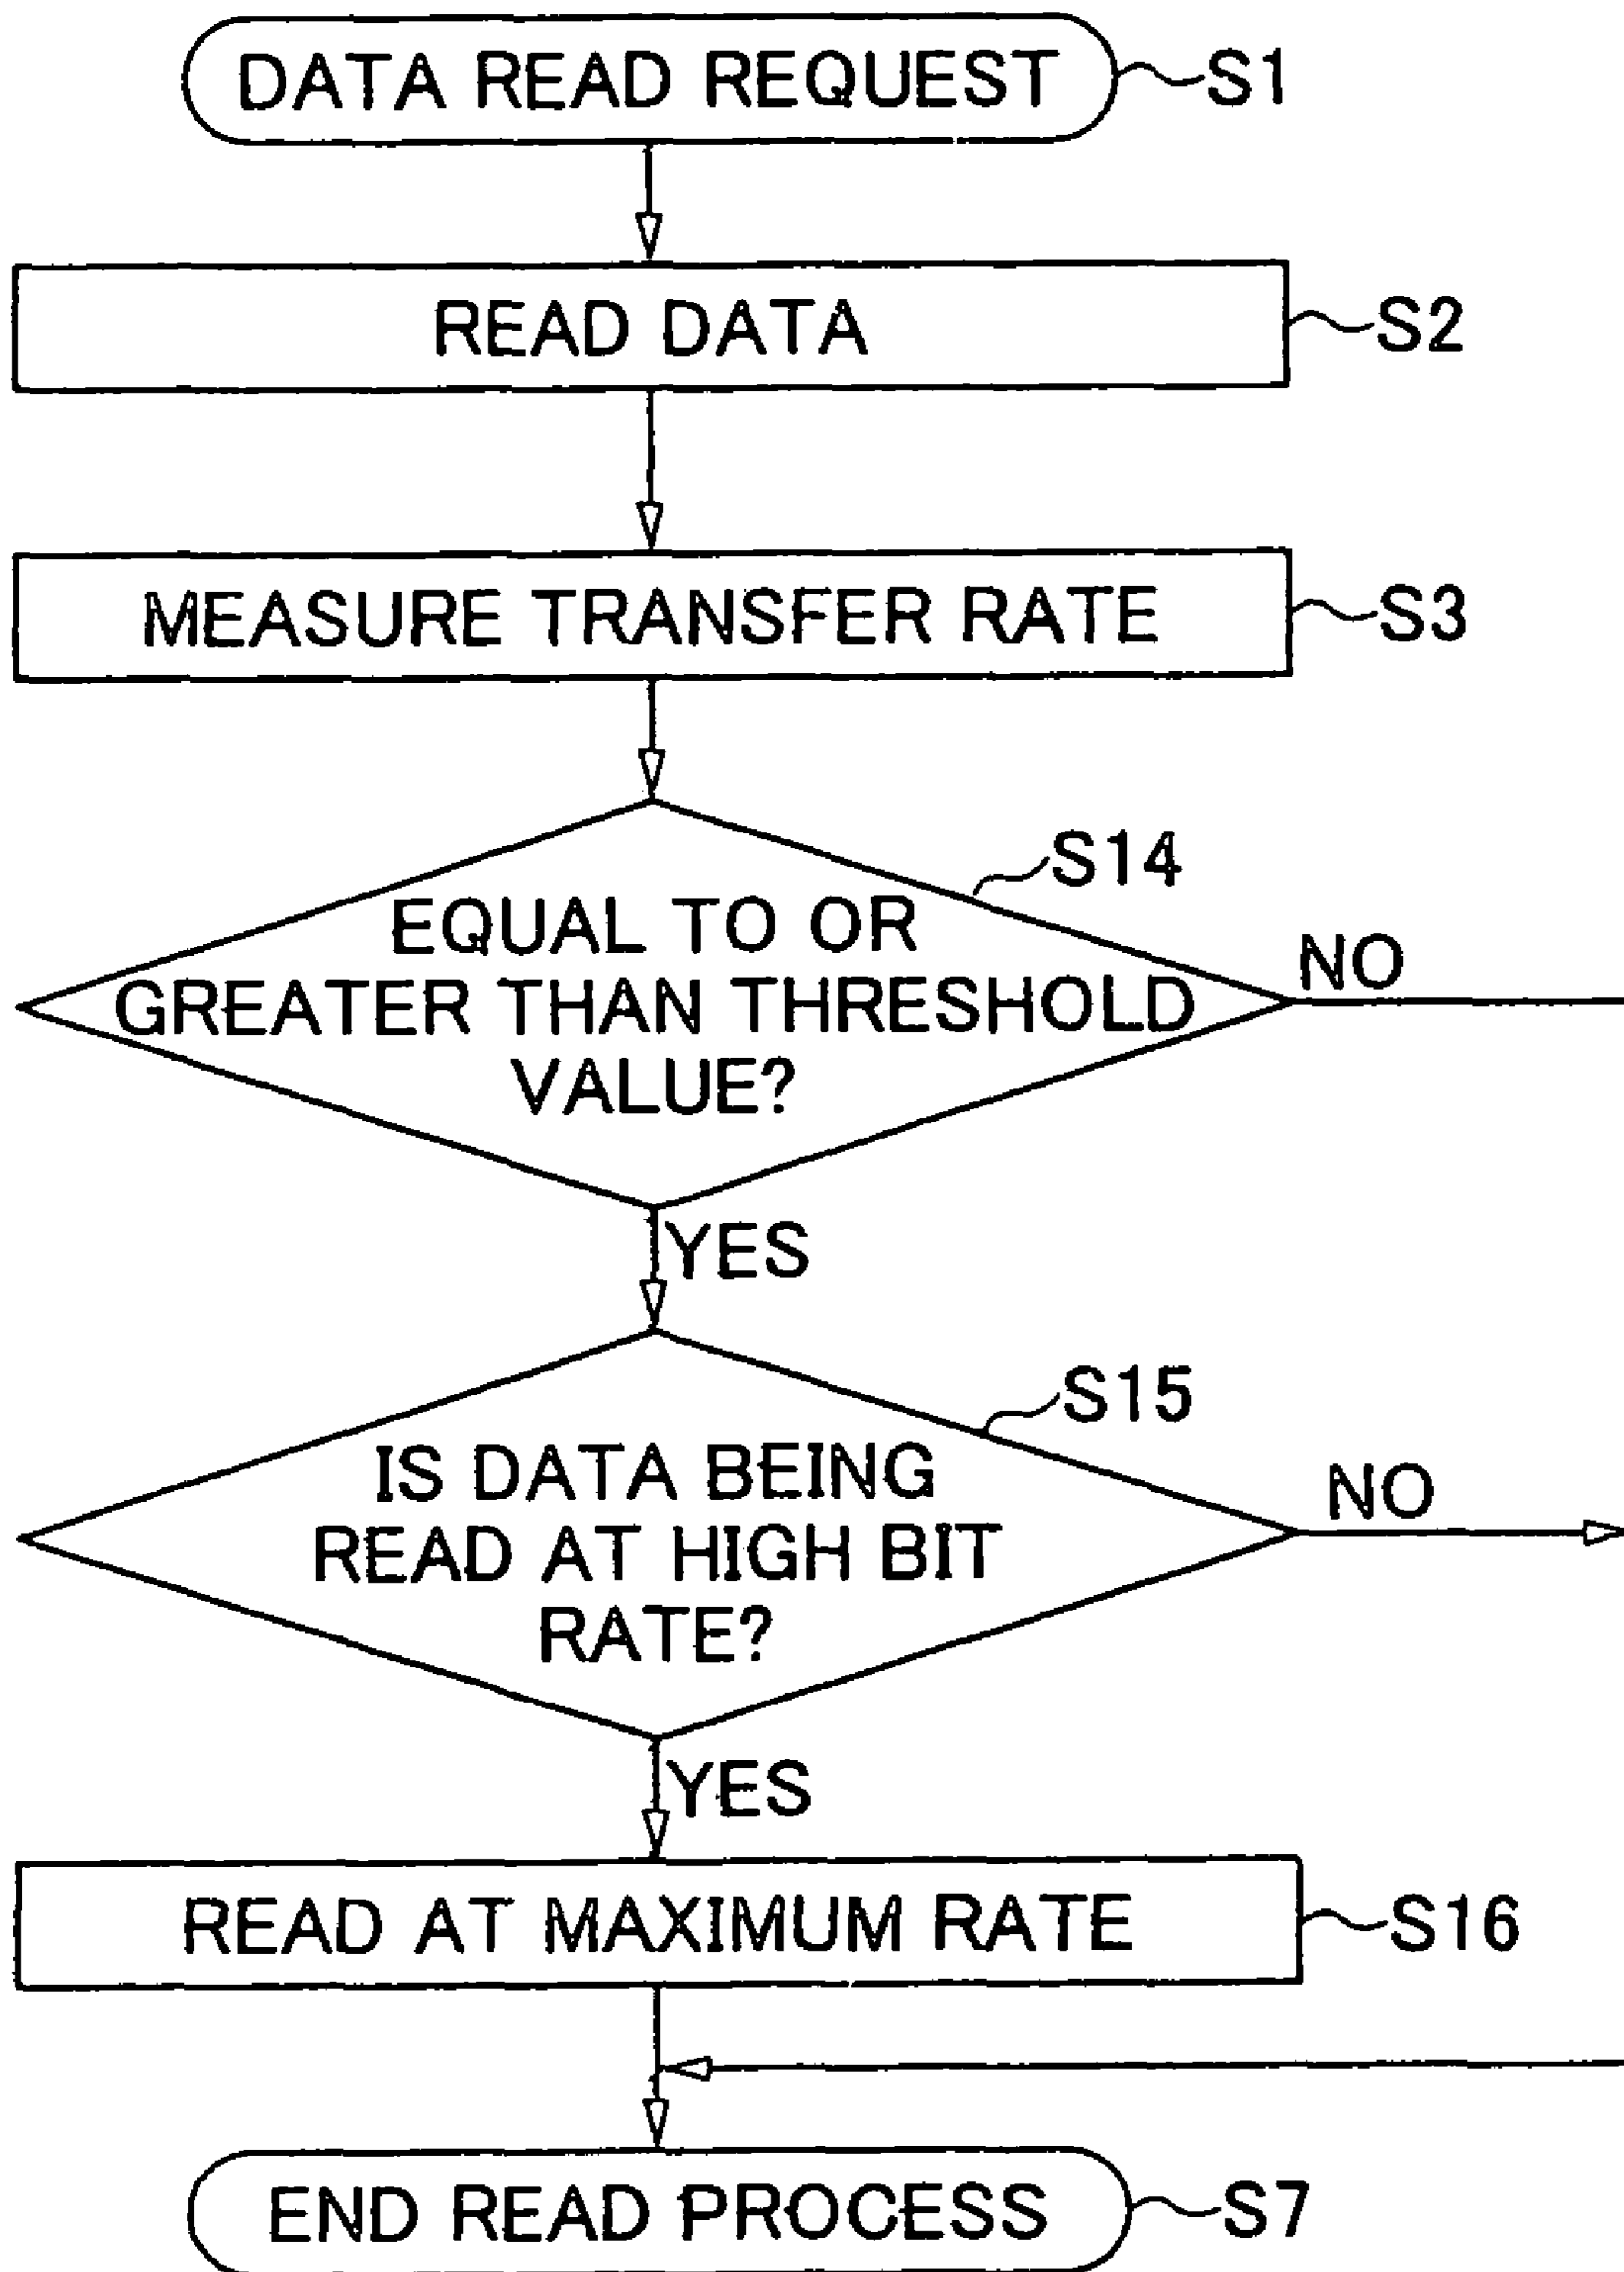 DATA READ REQUEST
S1
READ DATA
S2
MEASURE TRANSFER RATE
S3
S14
EQUAL TO OR
GREATER THAN THRESHOLD
VALUE?
NO
YES
S15
IS DATA BEING
READ AT HIGH BIT
RATE?
NO
YES
READ AT MAXIMUM RATE
S16
END READ PROCESS
S7